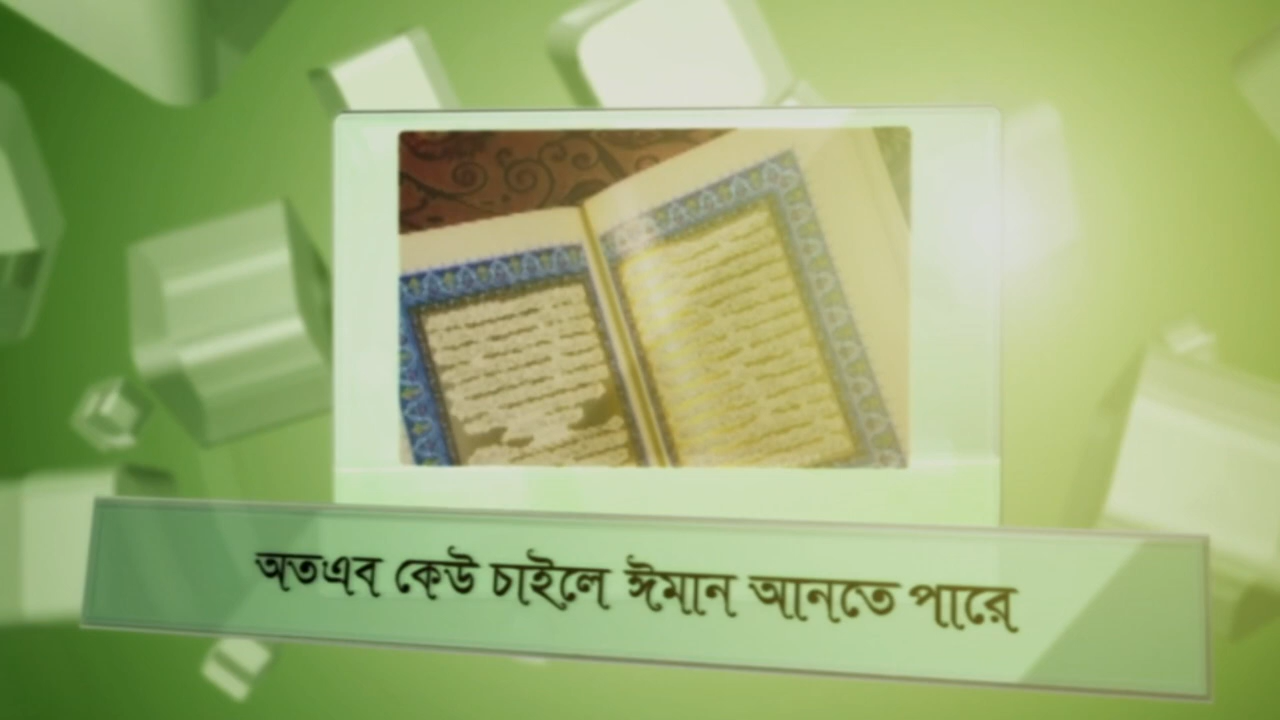 অতএব কেউ চাইলে ঈমান আনতে পারে